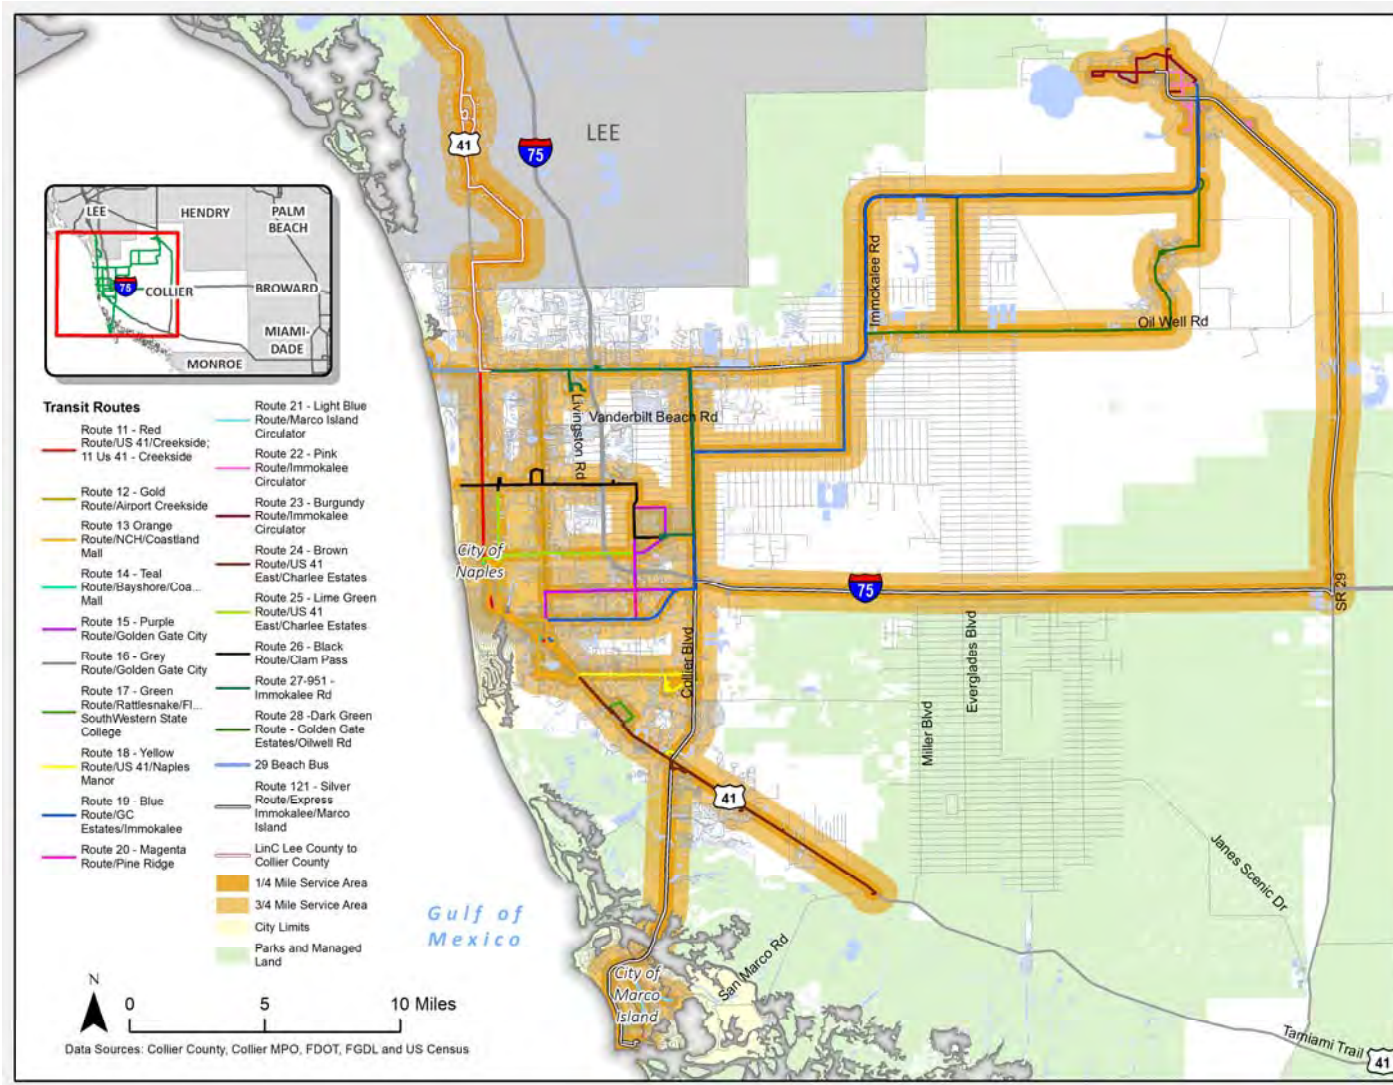 LEE
41
75
LEE
HENDRY
PALM
BEACH
75
COLLIER
BROWARD
MIAMI-
DADE
MONROE
Immokalee Rd
Oil Well Rd
Vanderbilt Beach Rd
Livingston Rd
City of
Naples
75
SR 29
Collier Blvd
Everglades Blvd
Miller Blvd
41
Janes Scenic Dr
San Marco Rd
City of
Marco
Island
Tamiami Trail
41
Gulf of
Mexico
Transit Routes
Route 11 - Red
Route/US 41/Creekside;
11 Us 41 - Creekside
Route 12 - Gold
Route/Airport Creekside
Route 13 Orange
Route/NCH/Coastland
Mall
Route 14 - Teal
Route/Bayshore/Coa...
Mall
Route 15 - Purple
Route/Golden Gate City
Route 16 - Grey
Route/Golden Gate City
Route 17 - Green
Route/Rattlesnake/Fl...
SouthWestern State
College
Route 18 - Yellow
Route/US 41/Naples
Manor
Route 19 - Blue
Route/GC
Estates/Immokalee
Route 20 - Magenta
Route/Pine Ridge
Route 21 - Light Blue
Route/Marco Island
Circulator
Route 22 - Pink
Route/Immokalee
Circulator
Route 23 - Burgundy
Route/Immokalee
Circulator
Route 24 - Brown
Route/US 41
East/Charlee Estates
Route 25 - Lime Green
Route/US 41
East/Charlee Estates
Route 26 - Black
Route/Clam Pass
Route 27-951 -
Immokalee Rd
Route 28 -Dark Green
Route - Golden Gate
Estates/Oilwell Rd
29 Beach Bus
Route 121 - Silver
Route/Express
Immokalee/Marco
Island
LinC Lee County to
Collier County
1/4 Mile Service Area
3/4 Mile Service Area
City Limits
Parks and Managed
Land
N
0 5 10 Miles
Data Sources: Collier County, Collier MPO, FDOT, FGDL and US Census